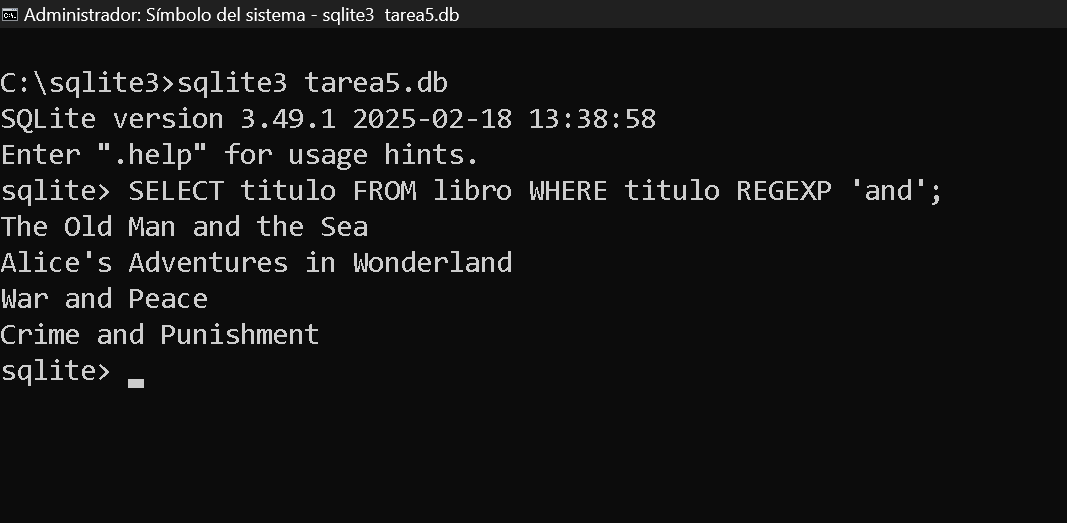 Administrador: Símbolo del sistema - sqlite3  tarea5.db
C:\sqlite3>sqlite3 tarea5.db
SQLite version 3.49.1 2025-02-18 13:38:58
Enter ".help" for usage hints.
sqlite> SELECT titulo FROM libro WHERE titulo REGEXP 'and';
The Old Man and the Sea
Alice's Adventures in Wonderland
War and Peace
Crime and Punishment
sqlite>